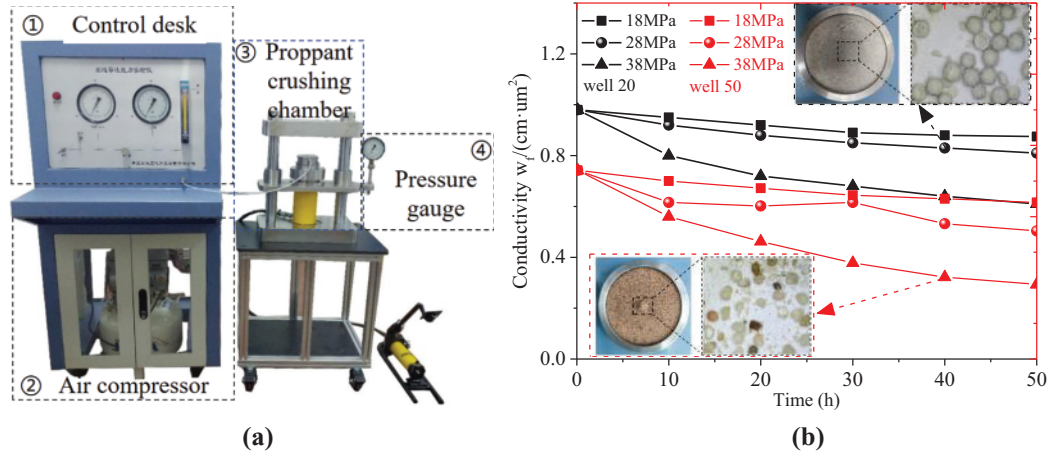 ① Control desk
③ Proppant
crushing
chamber
④
Pressure
gauge
② Air compressor
(a)
18MPa 18MPa
28MPa 28MPa
38MPa 38MPa
well 20 well 50
Conductivity w_f/(cm·um²)
1.2
0.8
0.4
0.0
0 10 20 30 40 50
Time (h)
(b)